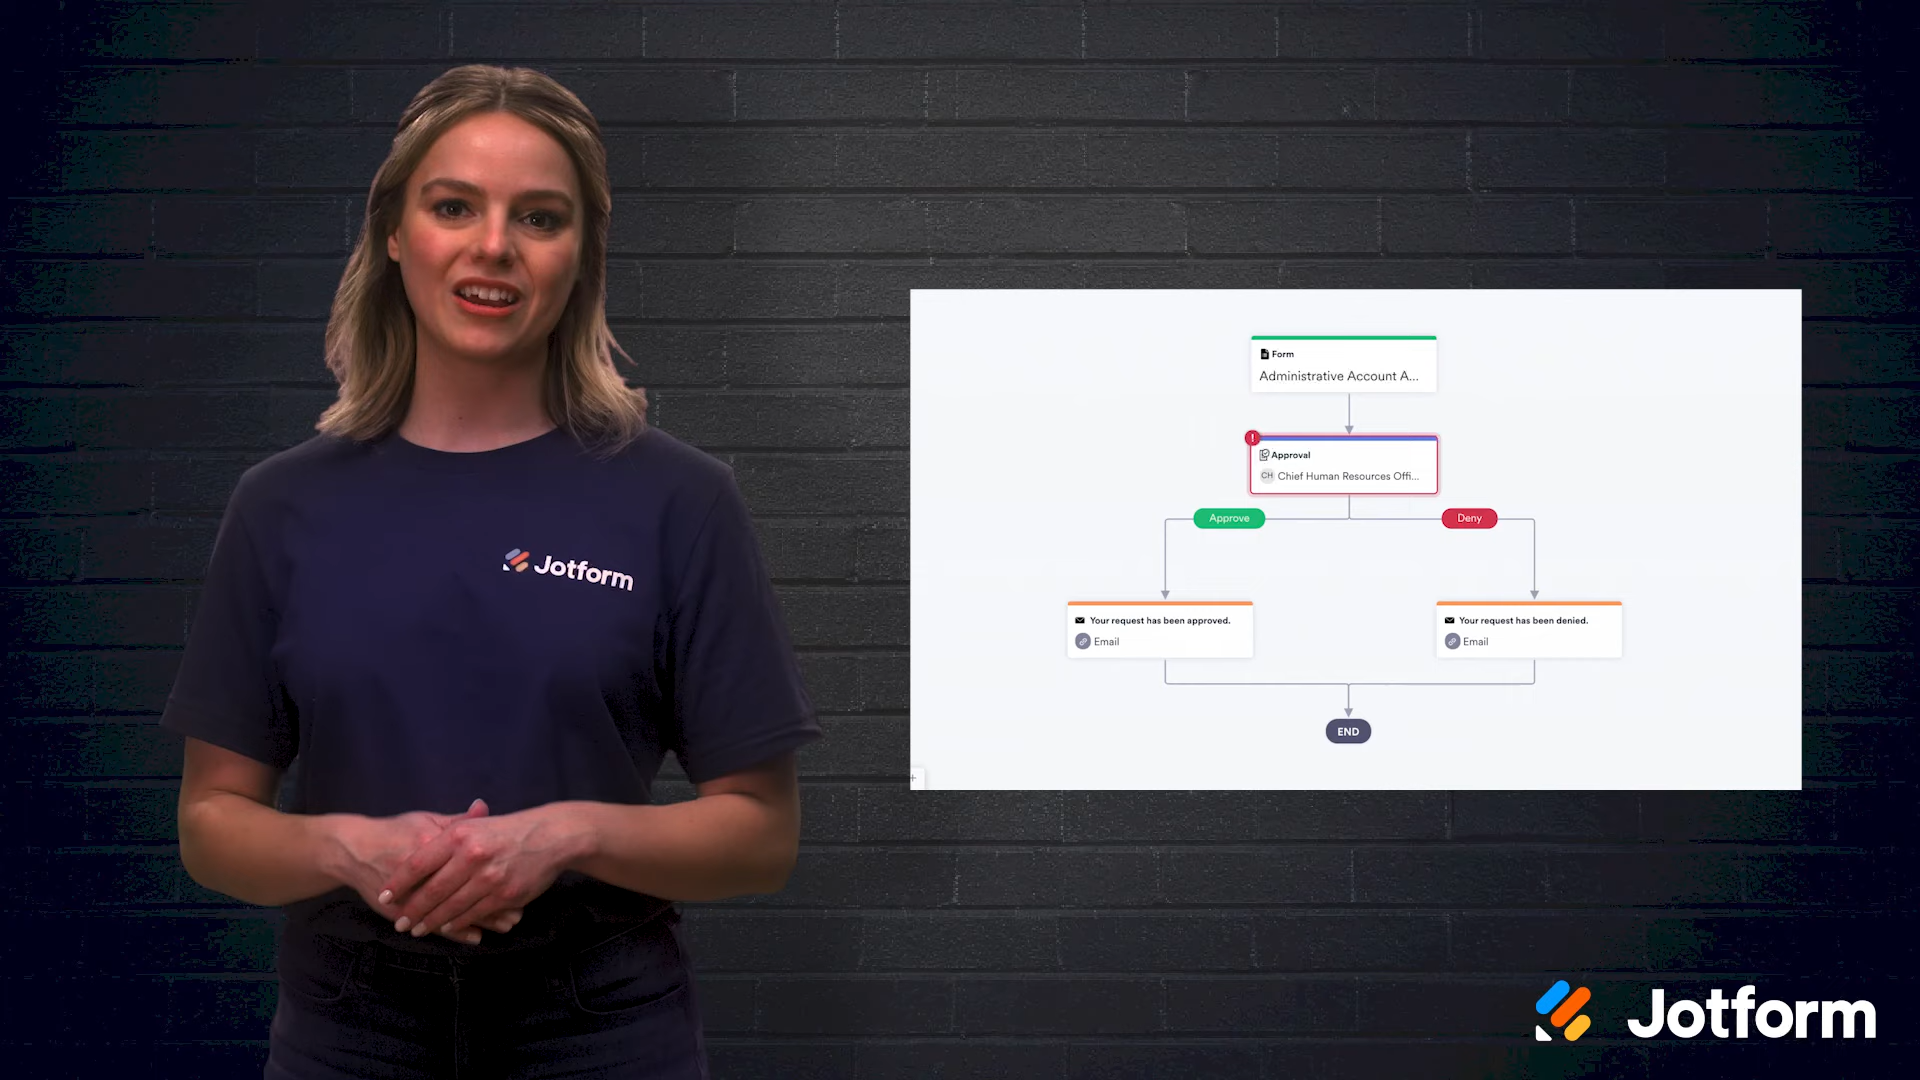 Form
Administrative Account A...
!
Approval
CH Chief Human Resources Offi...
Approve
Deny
Your request has been approved.
Email
Your request has been denied.
Email
END
Jotform
Jotform